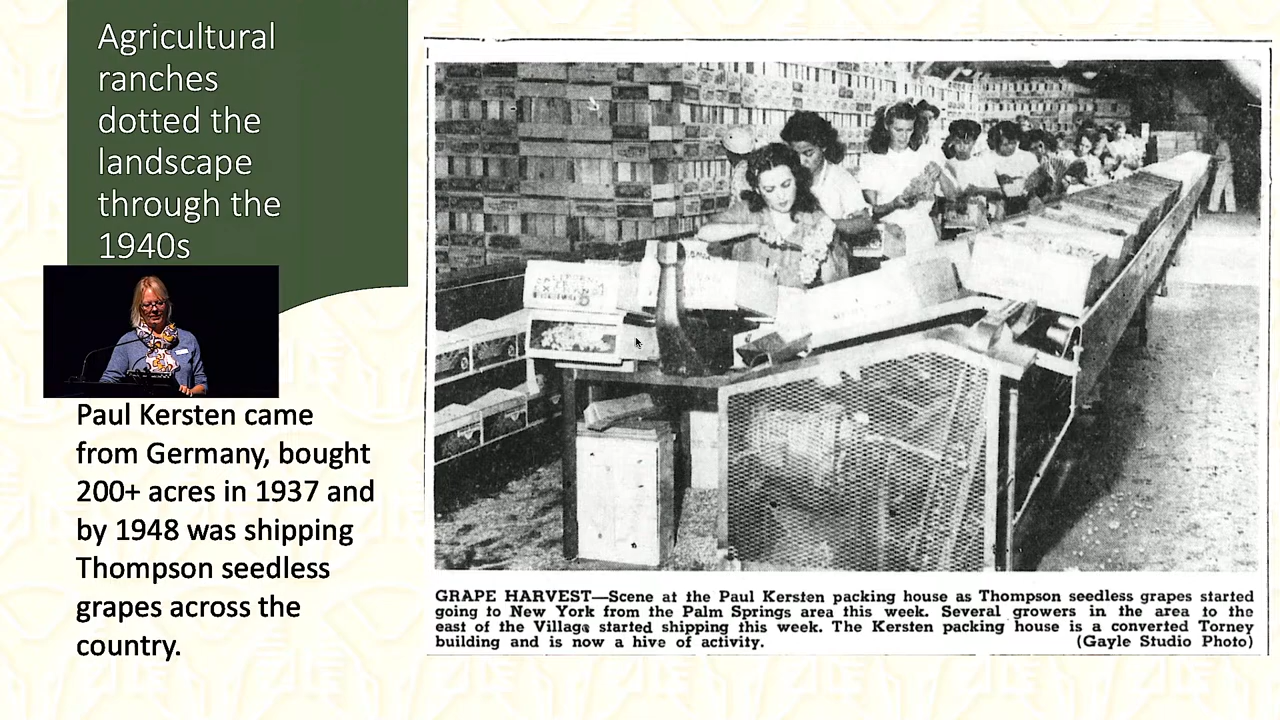 Agricultural
ranches
dotted the
landscape
through the
1940s
Paul Kersten came
from Germany, bought
200+ acres in 1937 and
by 1948 was shipping
Thompson seedless
grapes across the
country.
GRAPE HARVEST—Scene at the Paul Kersten packing house as Thompson seedless grapes started
going to New York from the Palm Springs area this week. Several growers in the area to the
east of the Village started shipping this week. The Kersten packing house is a converted Torney
building and is now a hive of activity. (Gayle Studio Photo)